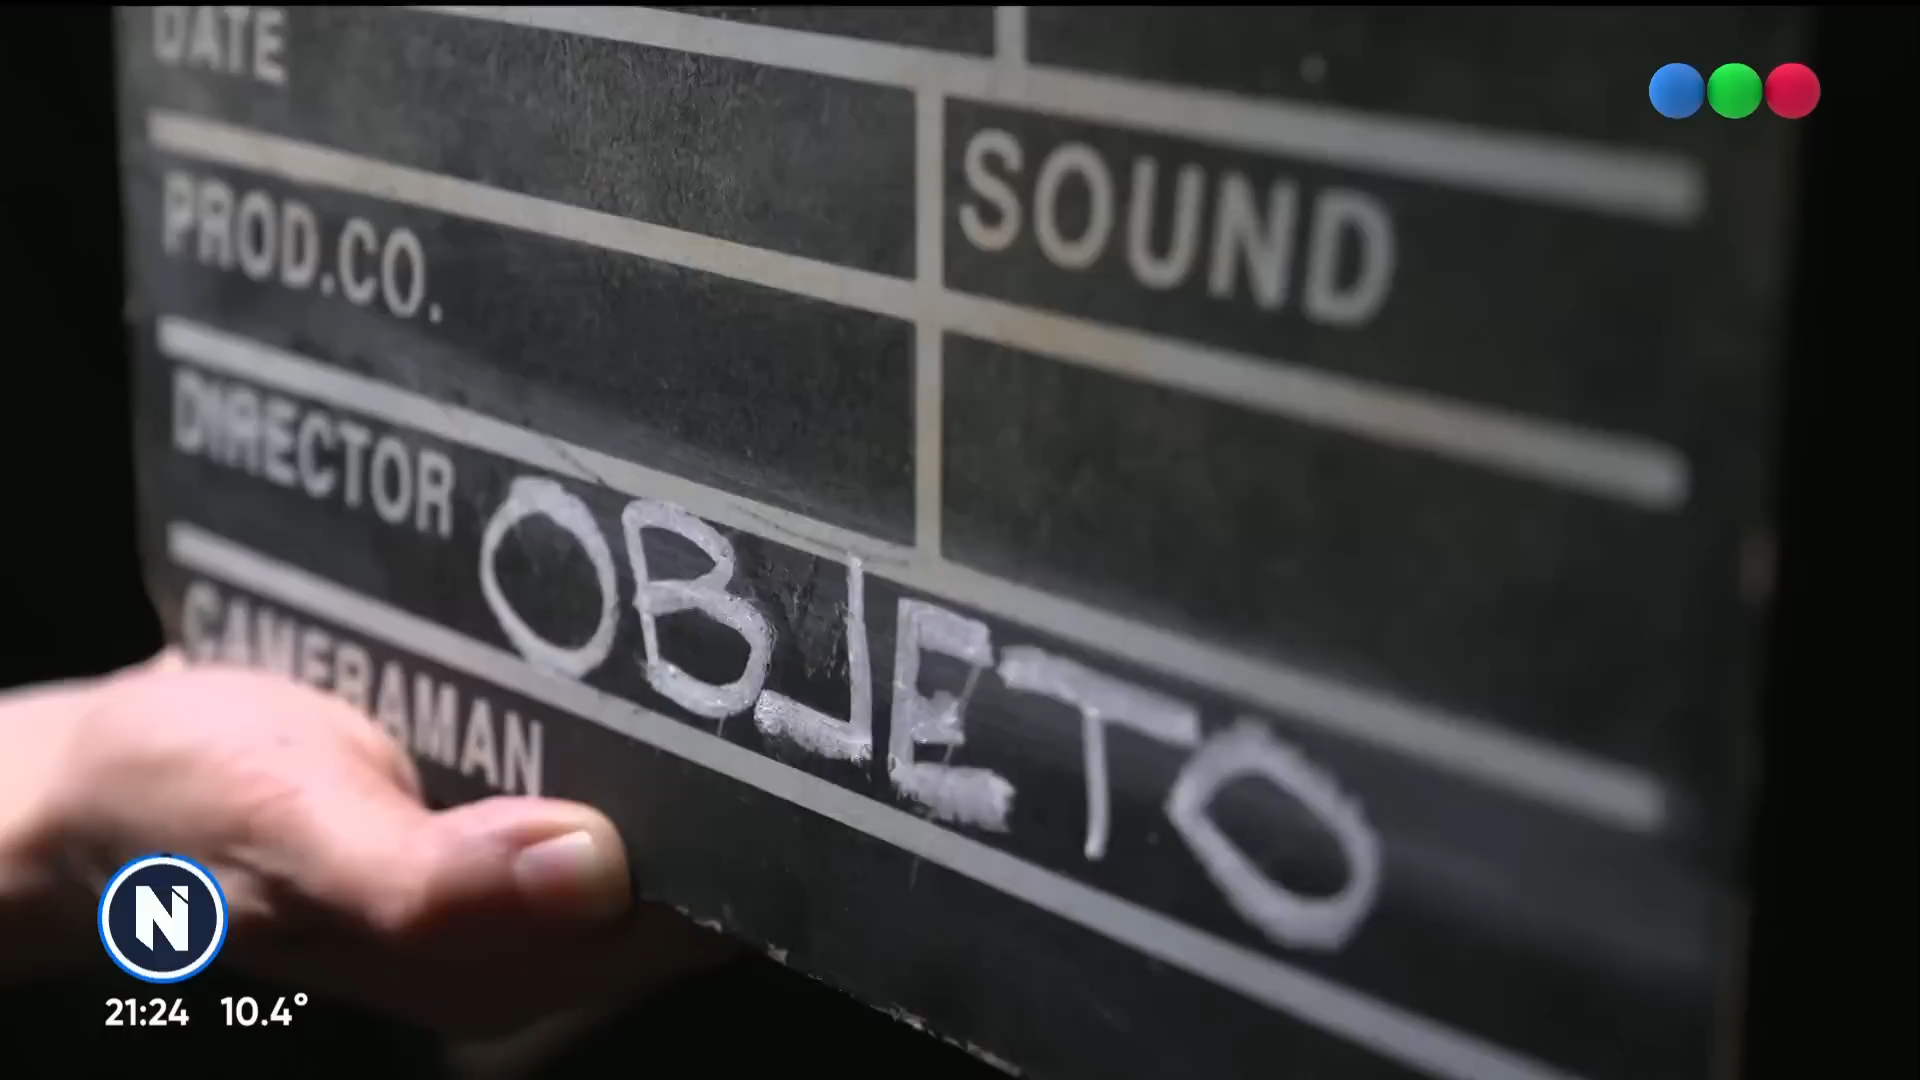 DATE
SOUND
PROD.CO.
DIRECTOR OBJETO
CAMERAMAN
N
21:24 10.4°